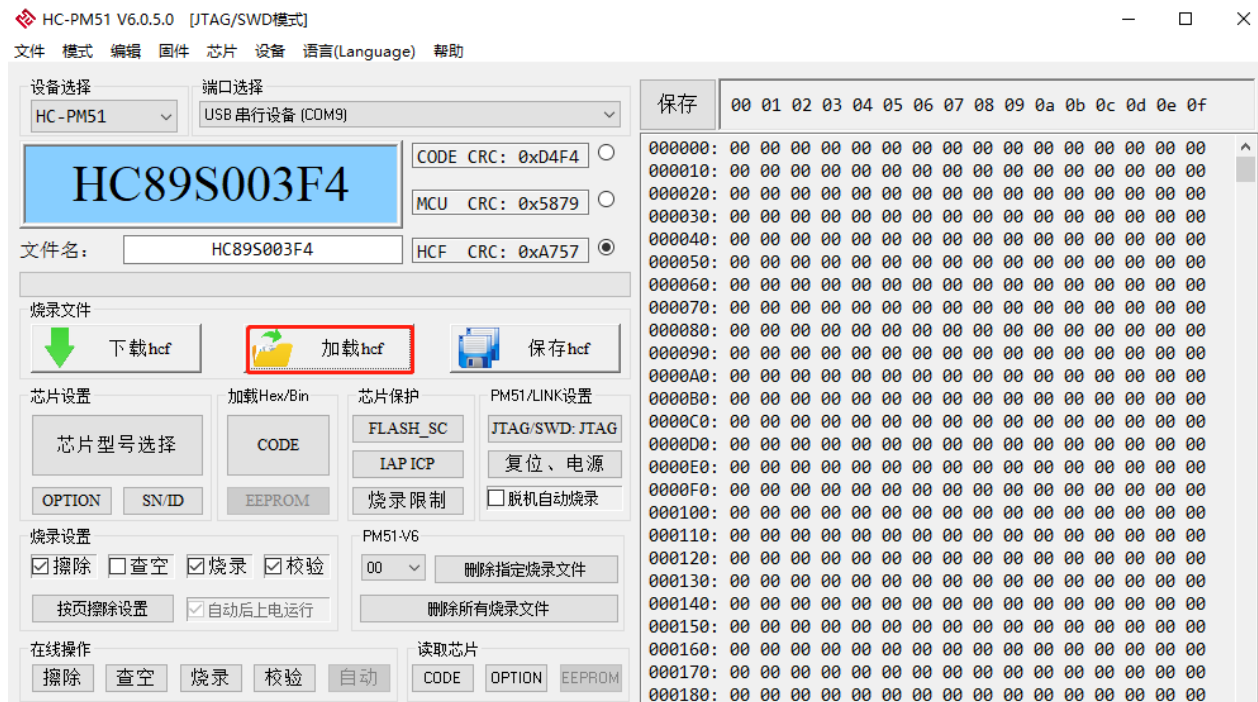 HC-PM51 V6.0.5.0 [JTAG/SWD模式]
文件 模式 编辑 固件 芯片 设备 语言(Language) 帮助
设备选择 端口选择
HC-PM51 USB 串行设备 (COM9)
HC89S003F4
CODE CRC: 0xD4F4
MCU CRC: 0x5879
文件名： HC89S003F4
HCF CRC: 0xA757
烧录文件
下载hcf 加载hcf 保存hcf
芯片设置 加载Hex/Bin 芯片保护 PM51/LINK设置
芯片型号选择 CODE FLASH_SC JTAG/SWD: JTAG
IAP ICP 复位、电源
OPTION SN/ID EEPROM 烧录限制 脱机自动烧录
烧录设置 PM51-V6
擦除 查空 烧录 校验 00 删除指定烧录文件
按页擦除设置 自动后上电运行 删除所有烧录文件
在线操作 读取芯片
擦除 查空 烧录 校验 自动 CODE OPTION EEPROM
保存 00 01 02 03 04 05 06 07 08 09 0a 0b 0c 0d 0e 0f
000000: 00 00 00 00 00 00 00 00 00 00 00 00 00 00 00 00
000010: 00 00 00 00 00 00 00 00 00 00 00 00 00 00 00 00
000020: 00 00 00 00 00 00 00 00 00 00 00 00 00 00 00 00
000030: 00 00 00 00 00 00 00 00 00 00 00 00 00 00 00 00
000040: 00 00 00 00 00 00 00 00 00 00 00 00 00 00 00 00
000050: 00 00 00 00 00 00 00 00 00 00 00 00 00 00 00 00
000060: 00 00 00 00 00 00 00 00 00 00 00 00 00 00 00 00
000070: 00 00 00 00 00 00 00 00 00 00 00 00 00 00 00 00
000080: 00 00 00 00 00 00 00 00 00 00 00 00 00 00 00 00
000090: 00 00 00 00 00 00 00 00 00 00 00 00 00 00 00 00
0000A0: 00 00 00 00 00 00 00 00 00 00 00 00 00 00 00 00
0000B0: 00 00 00 00 00 00 00 00 00 00 00 00 00 00 00 00
0000C0: 00 00 00 00 00 00 00 00 00 00 00 00 00 00 00 00
0000D0: 00 00 00 00 00 00 00 00 00 00 00 00 00 00 00 00
0000E0: 00 00 00 00 00 00 00 00 00 00 00 00 00 00 00 00
0000F0: 00 00 00 00 00 00 00 00 00 00 00 00 00 00 00 00
000100: 00 00 00 00 00 00 00 00 00 00 00 00 00 00 00 00
000110: 00 00 00 00 00 00 00 00 00 00 00 00 00 00 00 00
000120: 00 00 00 00 00 00 00 00 00 00 00 00 00 00 00 00
000130: 00 00 00 00 00 00 00 00 00 00 00 00 00 00 00 00
000140: 00 00 00 00 00 00 00 00 00 00 00 00 00 00 00 00
000150: 00 00 00 00 00 00 00 00 00 00 00 00 00 00 00 00
000160: 00 00 00 00 00 00 00 00 00 00 00 00 00 00 00 00
000170: 00 00 00 00 00 00 00 00 00 00 00 00 00 00 00 00
000180: 00 00 00 00 00 00 00 00 00 00 00 00 00 00 00 00